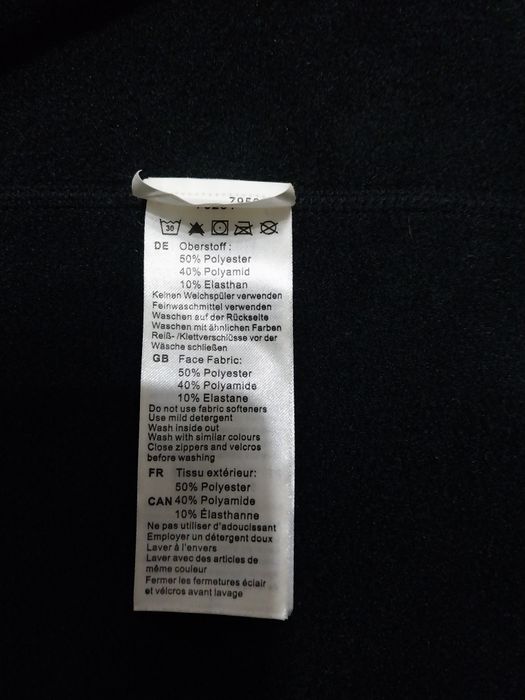 30
DE Oberstoff:
50% Polyester
40% Polyamid
10% Elasthan
Keinen Weichspüler verwenden
Feinwaschmittel verwenden
Waschen auf der Rückseite
Waschen mit ähnlichen Farben
Reiß- /Klettverschlüsse vor der
Wäsche schließen
GB Face Fabric:
50% Polyester
40% Polyamide
10% Elastane
Do not use fabric softeners
Use mild detergent
Wash inside out
Wash with similar colours
Close zippers and velcros
before washing
FR Tissu extérieur:
50% Polyester
CAN 40% Polyamide
10% Élasthanne
Ne pas utiliser d'adoucissant
Employer un détergent doux
Laver à l'envers
Laver avec des articles de
même couleur
Fermer les fermetures éclair
et vélcros avant lavage